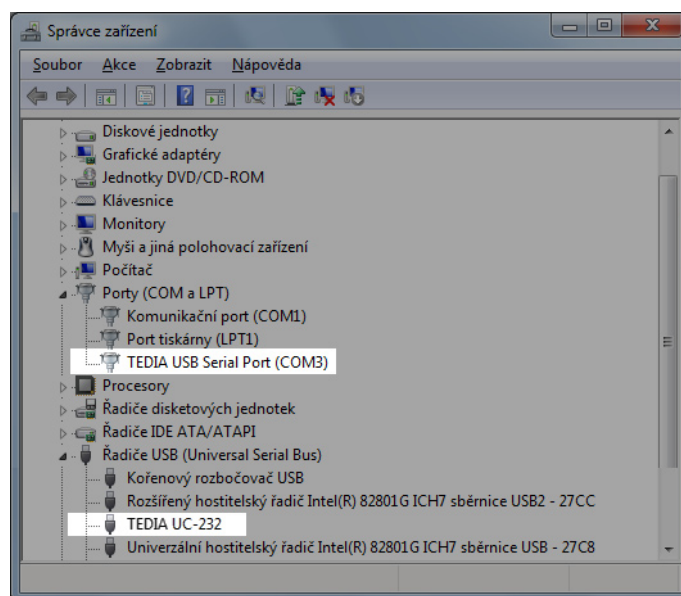 Správce zařízení
Soubor Akce Zobrazit Nápověda
Diskové jednotky
Grafické adaptéry
Jednotky DVD/CD-ROM
Klávesnice
Monitory
Myši a jiná polohovací zařízení
Počítač
Porty (COM a LPT)
Komunikační port (COM1)
Port tiskárny (LPT1)
TEDIA USB Serial Port (COM3)
Procesory
Řadiče disketových jednotek
Řadiče IDE ATA/ATAPI
Řadiče USB (Universal Serial Bus)
Kořenový rozbočovač USB
Rozšířený hostitelský řadič Intel(R) 82801G ICH7 sběrnice USB2 - 27CC
TEDIA UC-232
Univerzální hostitelský řadič Intel(R) 82801G ICH7 sběrnice USB - 27C8